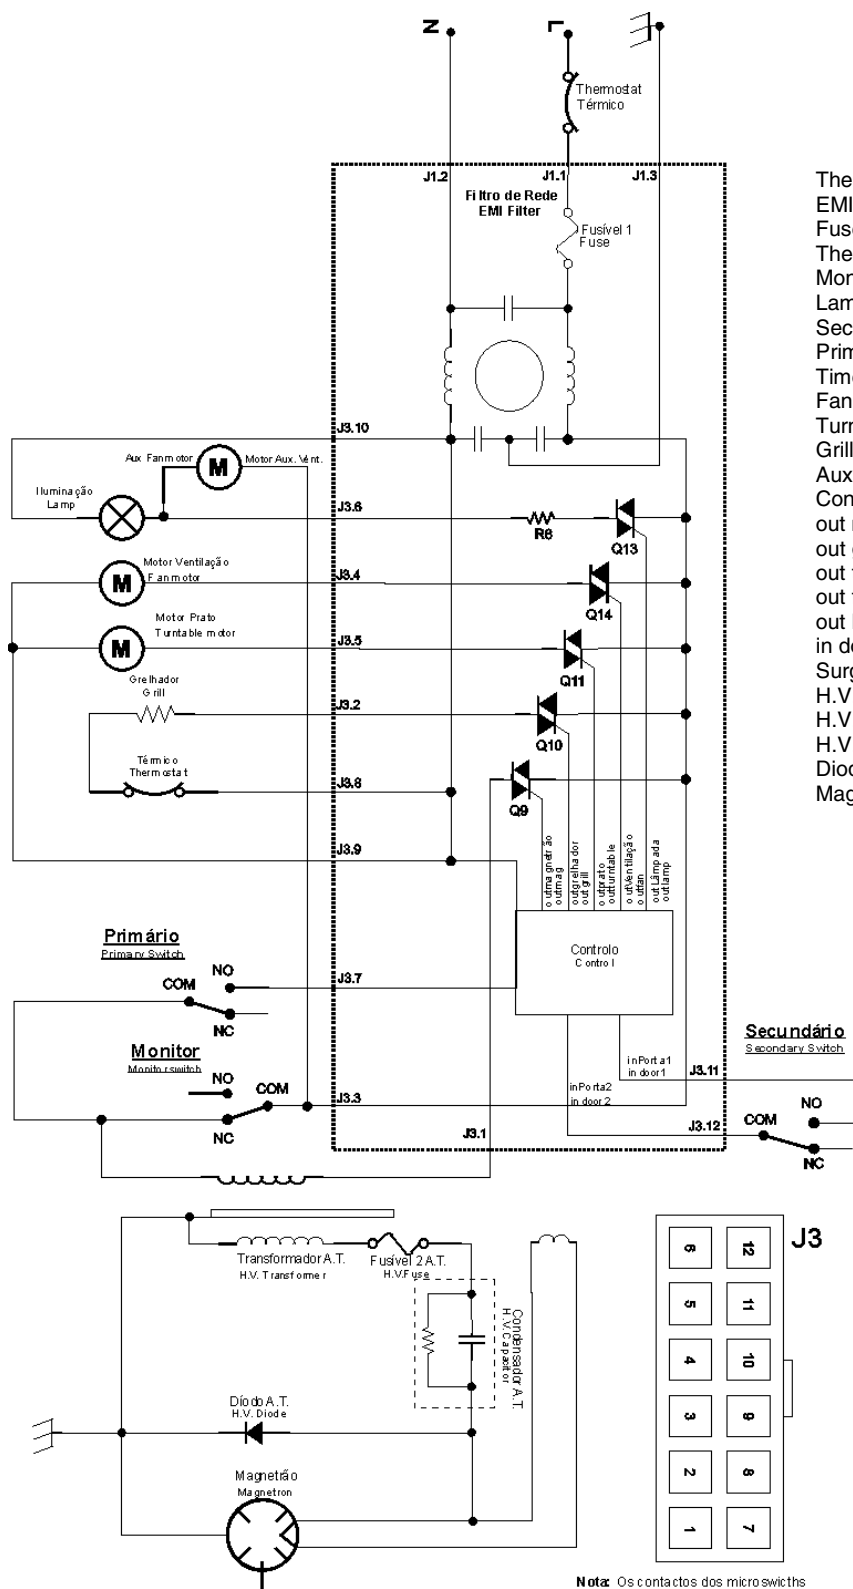 N
L
Thermostat
Térmico
J1.2
J1.1
J1.3
Filtro de Rede
EMI Filter
Fusível 1
Fuse
J3.10
Aux Fanmotor
M
Motor Aux. Vent.
Iluminação
Lamp
J3.6
R6
Q13
Motor Ventilação
Fanmotor
M
J3.4
Q14
Motor Prato
Turntable motor
M
J3.5
Q11
Grelhador
Grill
J3.2
Q10
Térmico
Thermostat
J3.8
Q9
J3.9
outmagnetrão
outmag
outgrelhador
outgrill
outprato
outturntable
outVentilação
outfan
outLâmpada
outlamp
Controlo
Control
Primário
Primary Switch
NO
COM
NC
J3.7
Monitor
Monitorswitch
NO
COM
NC
J3.3
J3.1
inPorta1
in door1
inPorta2
in door 2
J3.11
J3.12
Secundário
Secondary Switch
COM
NO
NC
Transformador A.T.
H.V. Transformer
Fusível 2 A.T.
H.V.Fuse
Condensador A.T.
H.V.Capacitor
Díodo A.T.
H.V. Diode
Magnetrão
Magnetron
J3
6 12
5 11
4 10
3 9
2 8
1 7
Nota: Os contactos dos microswicths
The
EMI
Fuse
The
Mon
Lam
Sec
Prim
Time
Fan
Turn
Grill
Aux
Con
out
out
out
out
out
in do
Surg
H.V
H.V
H.V
Diod
Mag